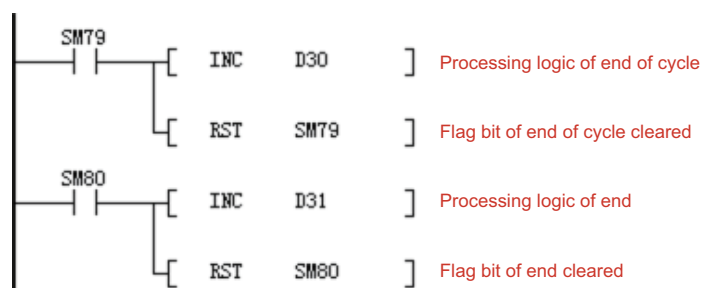 SM79
INC D30 Processing logic of end of cycle
RST SM79 Flag bit of end of cycle cleared
SM80
INC D31 Processing logic of end
RST SM80 Flag bit of end cleared